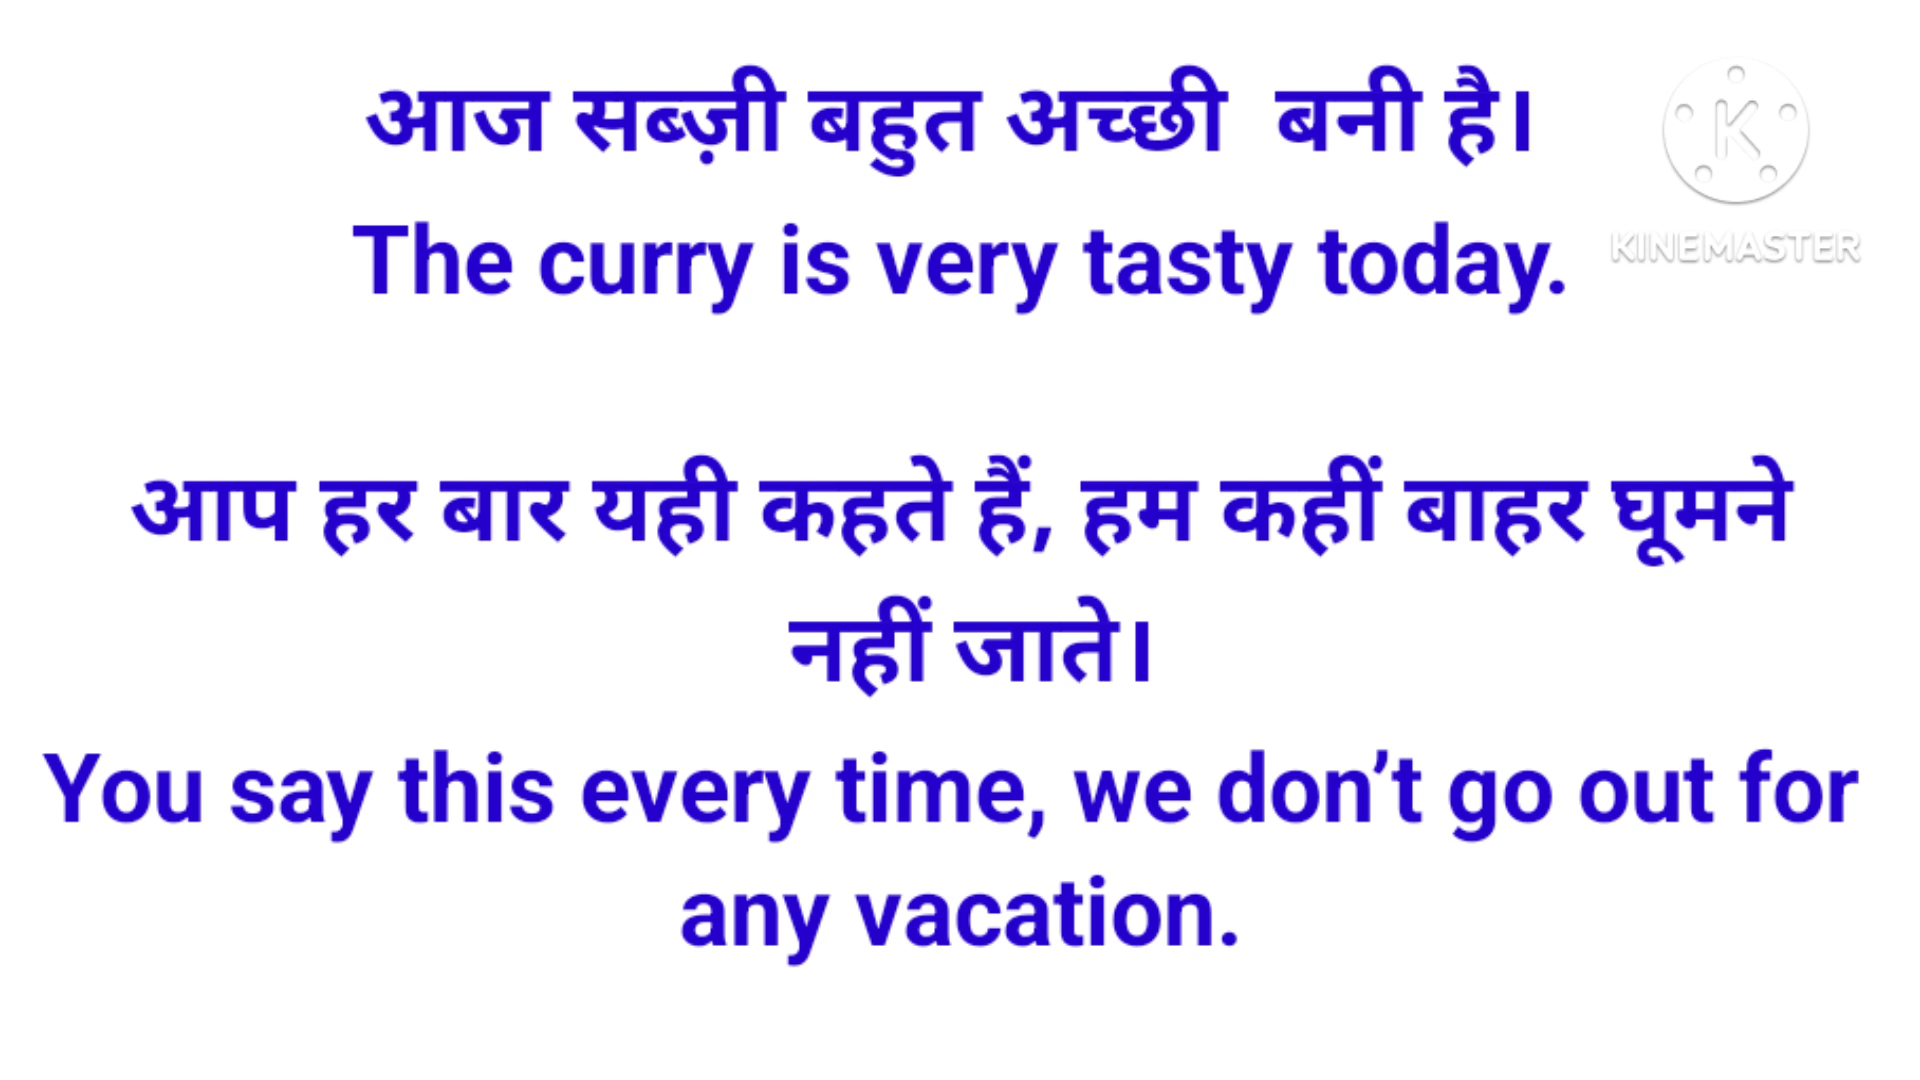 आज सब्ज़ी बहुत अच्छी  बनी है।
The curry is very tasty today.
K
KINEMASTER
आप हर बार यही कहते हैं, हम कहीं बाहर घूमने
नहीं जाते।
You say this every time, we don’t go out for
any vacation.